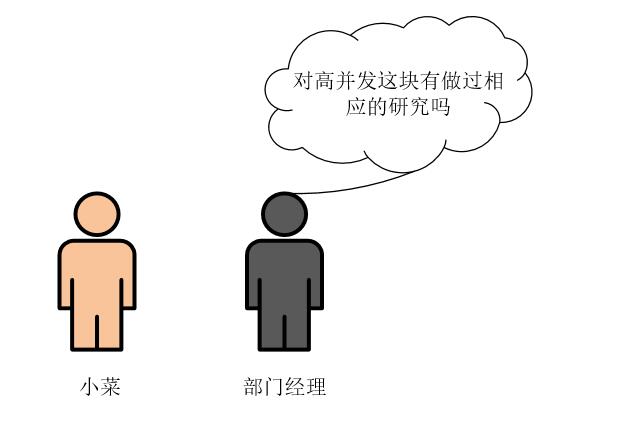 对高并发这块有做过相
应的研究吗
小菜
部门经理